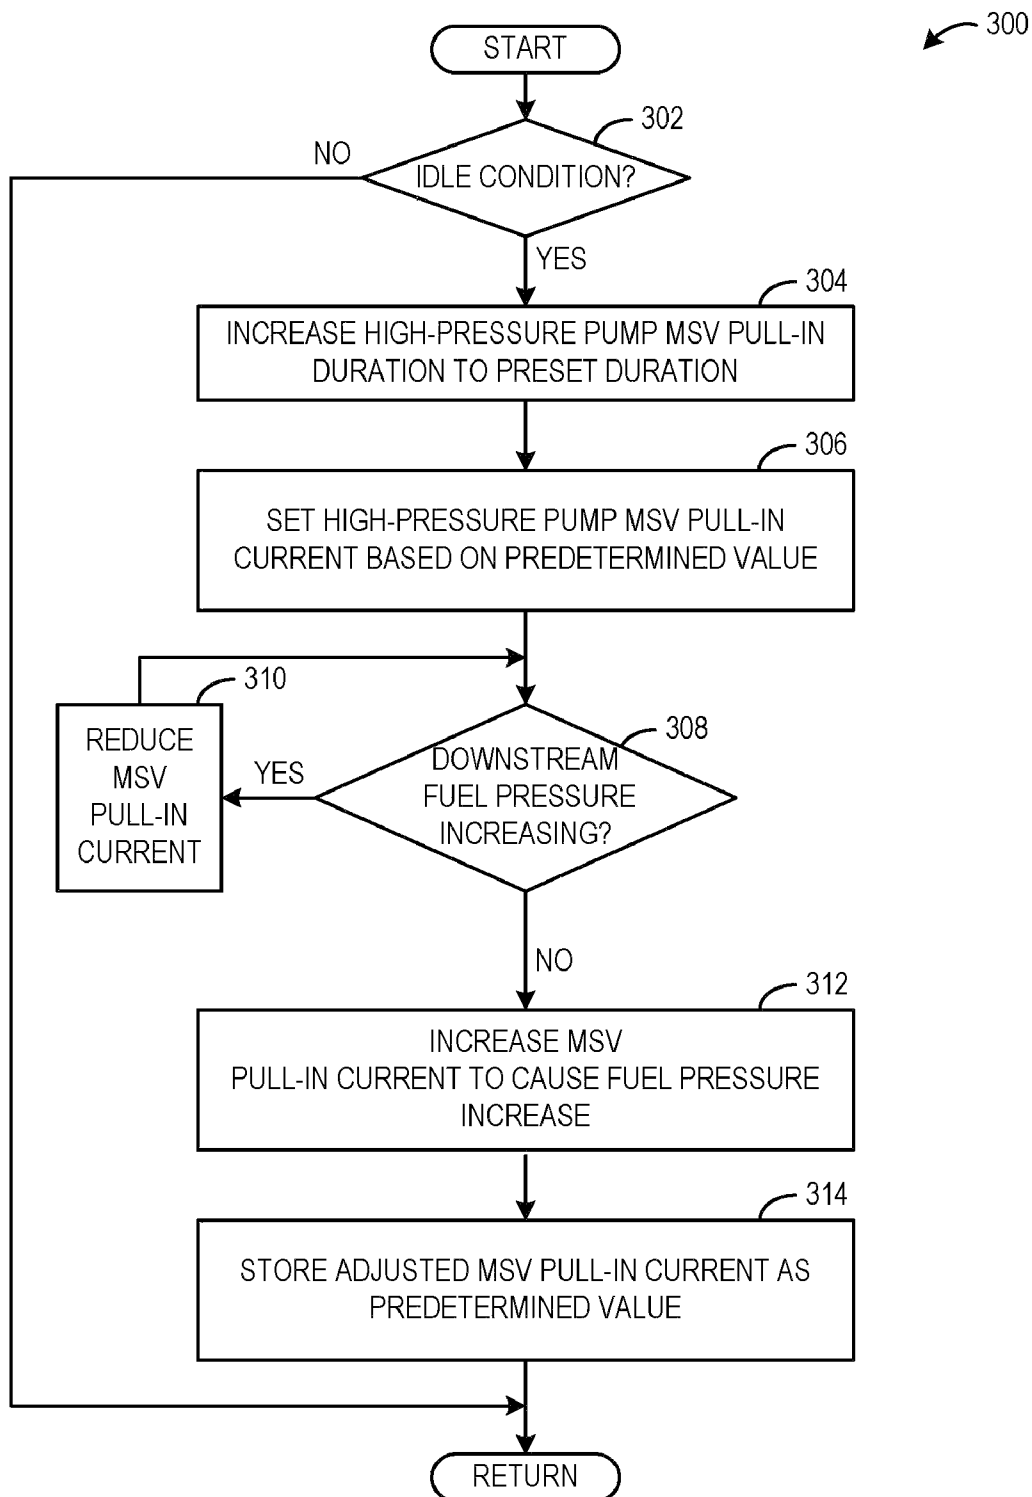 300
START
302
NO
IDLE CONDITION?
YES
304
INCREASE HIGH-PRESSURE PUMP MSV PULL-IN
DURATION TO PRESET DURATION
306
SET HIGH-PRESSURE PUMP MSV PULL-IN
CURRENT BASED ON PREDETERMINED VALUE
310
REDUCE
MSV
PULL-IN
CURRENT
YES
308
DOWNSTREAM
FUEL PRESSURE
INCREASING?
NO
312
INCREASE MSV
PULL-IN CURRENT TO CAUSE FUEL PRESSURE
INCREASE
314
STORE ADJUSTED MSV PULL-IN CURRENT AS
PREDETERMINED VALUE
RETURN